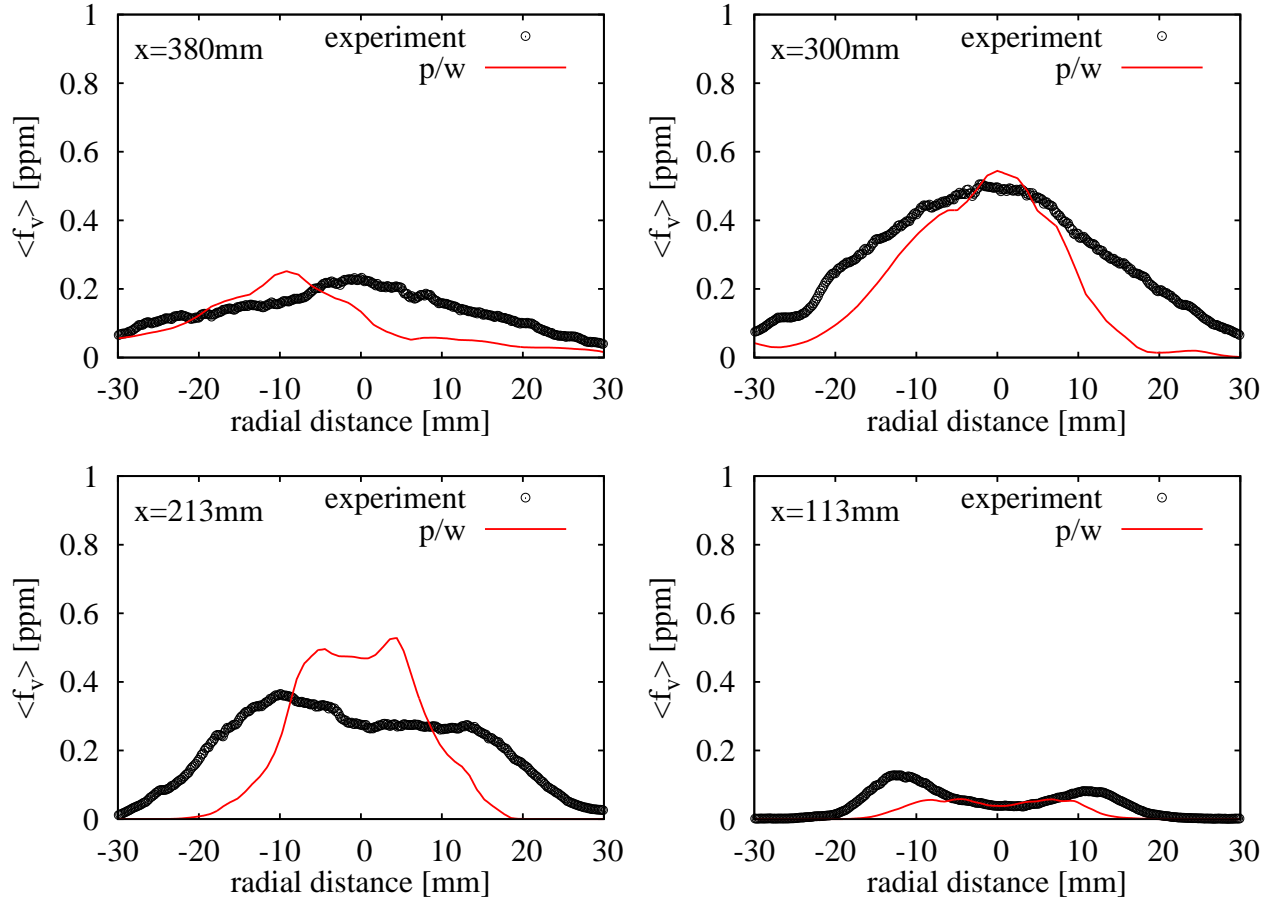 1
0.8
0.6
0.4
0.2
0
<f_v> [ppm]
x=380mm
experiment
p/w
-30 -20 -10 0 10 20 30
radial distance [mm]
1
0.8
0.6
0.4
0.2
0
<f_v> [ppm]
x=300mm
experiment
p/w
-30 -20 -10 0 10 20 30
radial distance [mm]
1
0.8
0.6
0.4
0.2
0
<f_v> [ppm]
x=213mm
experiment
p/w
-30 -20 -10 0 10 20 30
radial distance [mm]
1
0.8
0.6
0.4
0.2
0
<f_v> [ppm]
x=113mm
experiment
p/w
-30 -20 -10 0 10 20 30
radial distance [mm]